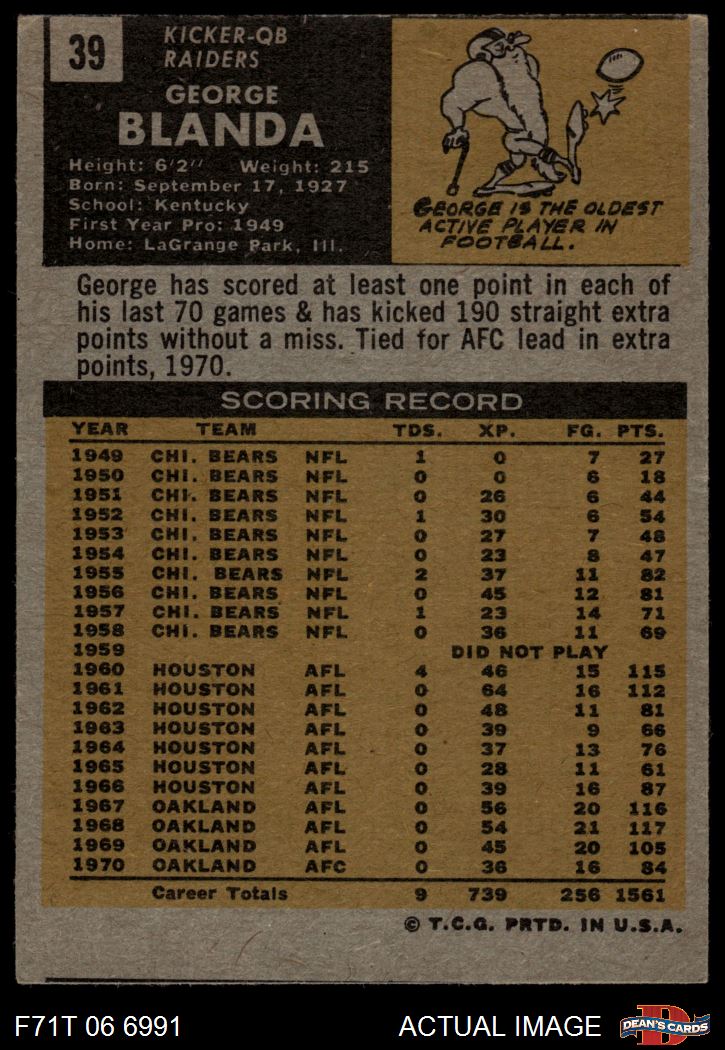 39
KICKER-QB
RAIDERS
GEORGE
BLANDA
Height: 6'2" Weight: 215
Born: September 17, 1927
School: Kentucky
First Year Pro: 1949
Home: LaGrange Park, Ill.
GEORGE IS THE OLDEST
ACTIVE PLAYER IN
FOOTBALL.
George has scored at least one point in each of
his last 70 games & has kicked 190 straight extra
points without a miss. Tied for AFC lead in extra
points, 1970.
SCORING RECORD
YEAR TEAM TDS. XP. FG. PTS.
1949 CHI. BEARS NFL 1 0 7 27
1950 CHI. BEARS NFL 0 0 6 18
1951 CHI. BEARS NFL 0 26 6 44
1952 CHI. BEARS NFL 1 30 6 54
1953 CHI. BEARS NFL 0 27 7 48
1954 CHI. BEARS NFL 0 23 8 47
1955 CHI. BEARS NFL 2 37 11 82
1956 CHI. BEARS NFL 0 45 12 81
1957 CHI. BEARS NFL 1 23 14 71
1958 CHI. BEARS NFL 0 36 11 69
1959 DID NOT PLAY
1960 HOUSTON AFL 4 46 15 115
1961 HOUSTON AFL 0 64 16 112
1962 HOUSTON AFL 0 48 11 81
1963 HOUSTON AFL 0 39 9 66
1964 HOUSTON AFL 0 37 13 76
1965 HOUSTON AFL 0 28 11 61
1966 HOUSTON AFL 0 39 16 87
1967 OAKLAND AFL 0 56 20 116
1968 OAKLAND AFL 0 54 21 117
1969 OAKLAND AFL 0 45 20 105
1970 OAKLAND AFC 0 36 16 84
Career Totals 9 739 256 1561
© T.C.G. PRTD. IN U.S.A.
F71T 06 6991 ACTUAL IMAGE
D
DEAN'S CARDS